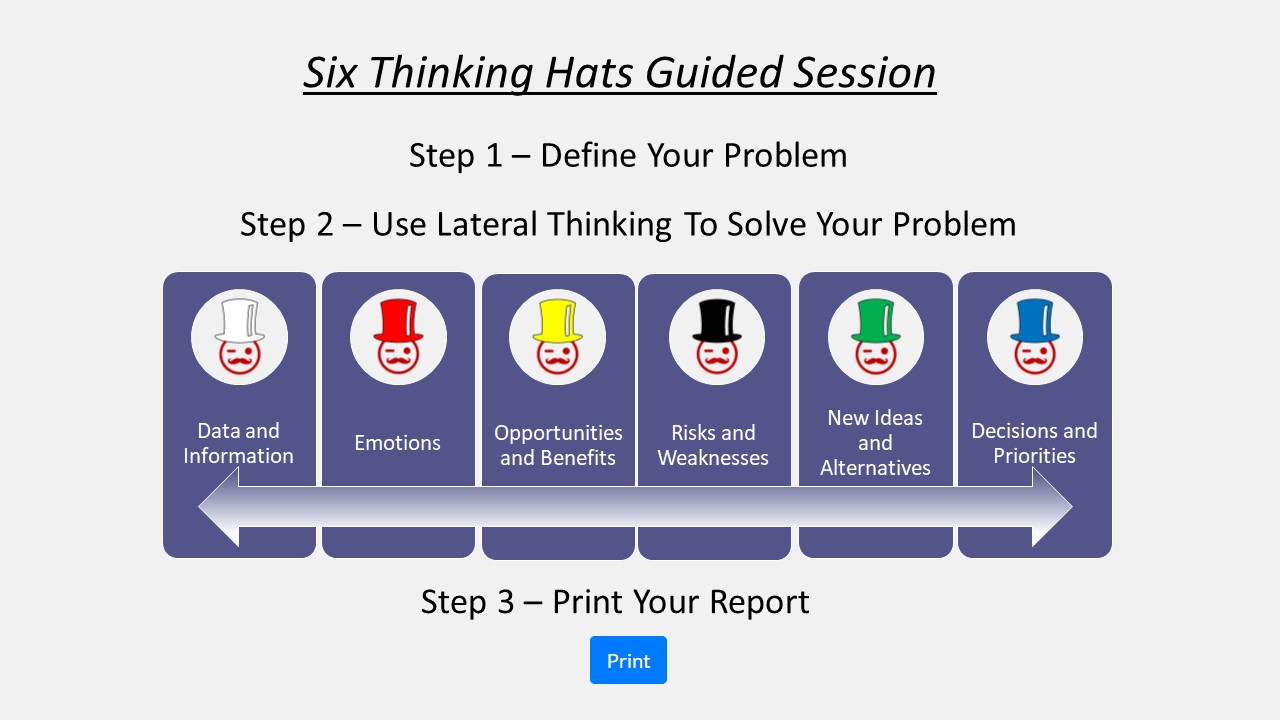 Six Thinking Hats Guided Session
Step 1 – Define Your Problem
Step 2 – Use Lateral Thinking To Solve Your Problem
Data and
Information
Emotions
Opportunities
and Benefits
Risks and
Weaknesses
New Ideas
and
Alternatives
Decisions and
Priorities
Step 3 – Print Your Report
Print